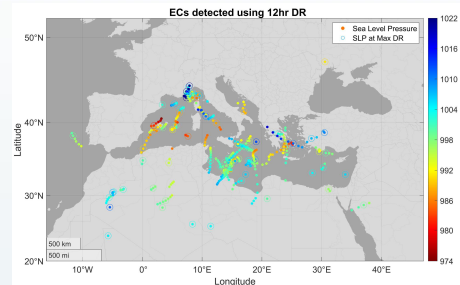 ECs detected using 12hr DR
Sea Level Pressure
SLP at Max DR
50°N
40°N
30°N
20°N
Latitude
500 km
500 mi
10°W
0°
10°E
20°E
30°E
40°E
Longitude
1022
1016
1010
1004
998
992
986
980
974